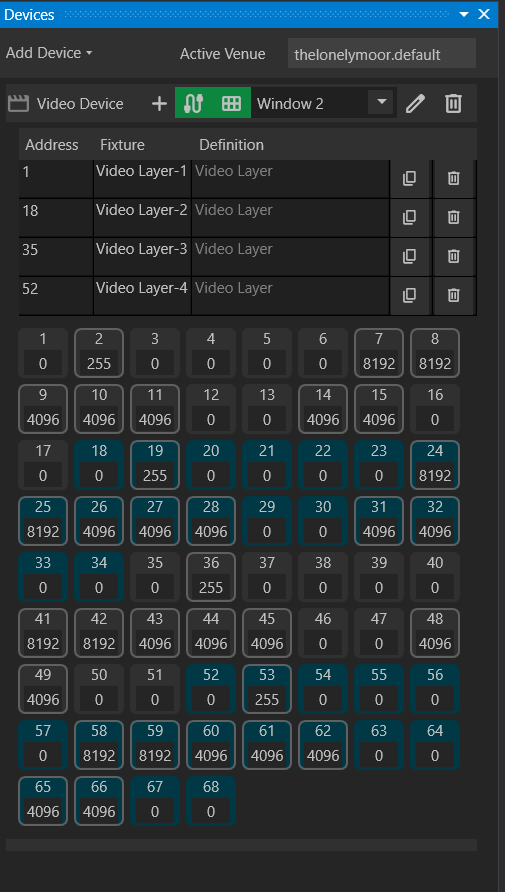 Devices
Add Device Active Venue thelonelymoor.default
Video Device Window 2
Address Fixture Definition
1 Video Layer-1 Video Layer
18 Video Layer-2 Video Layer
35 Video Layer-3 Video Layer
52 Video Layer-4 Video Layer
1 2 3 4 5 6 7 8
0 255 0 0 0 0 8192 8192
9 10 11 12 13 14 15 16
4096 4096 4096 0 0 4096 4096 0
17 18 19 20 21 22 23 24
0 0 255 0 0 0 0 8192
25 26 27 28 29 30 31 32
8192 4096 4096 4096 0 0 4096 4096
33 34 35 36 37 38 39 40
0 0 0 255 0 0 0 0
41 42 43 44 45 46 47 48
8192 8192 4096 4096 4096 0 0 4096
49 50 51 52 53 54 55 56
4096 0 0 0 255 0 0 0
57 58 59 60 61 62 63 64
0 8192 8192 4096 4096 4096 0 0
65 66 67 68
4096 4096 0 0